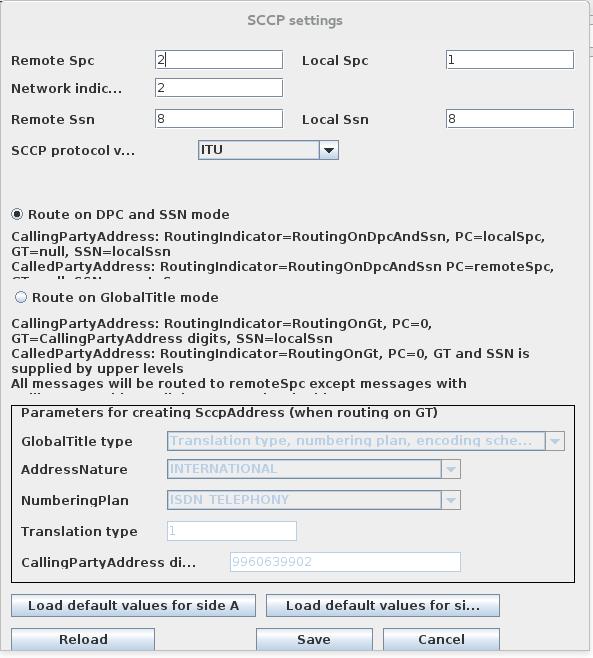 SCCP settings
Remote Spc 2 Local Spc 1
Network indic... 2
Remote Ssn 8 Local Ssn 8
SCCP protocol v... ITU
Route on DPC and SSN mode
CallingPartyAddress: RoutingIndicator=RoutingOnDpcAndSsn, PC=localSpc,
GT=null, SSN=localSsn
CalledPartyAddress: RoutingIndicator=RoutingOnDpcAndSsn PC=remoteSpc,
Route on GlobalTitle mode
CallingPartyAddress: RoutingIndicator=RoutingOnGt, PC=0,
GT=CallingPartyAddress digits, SSN=localSsn
CalledPartyAddress: RoutingIndicator=RoutingOnGt, PC=0, GT and SSN is
supplied by upper levels
All messages will be routed to remoteSpc except messages with
Parameters for creating SccpAddress (when routing on GT)
GlobalTitle type Translation type, numbering plan, encoding sche...
AddressNature INTERNATIONAL
NumberingPlan ISDN_TELEPHONY
Translation type 1
CallingPartyAddress di... 9960639902
Load default values for side A Load default values for si...
Reload Save Cancel